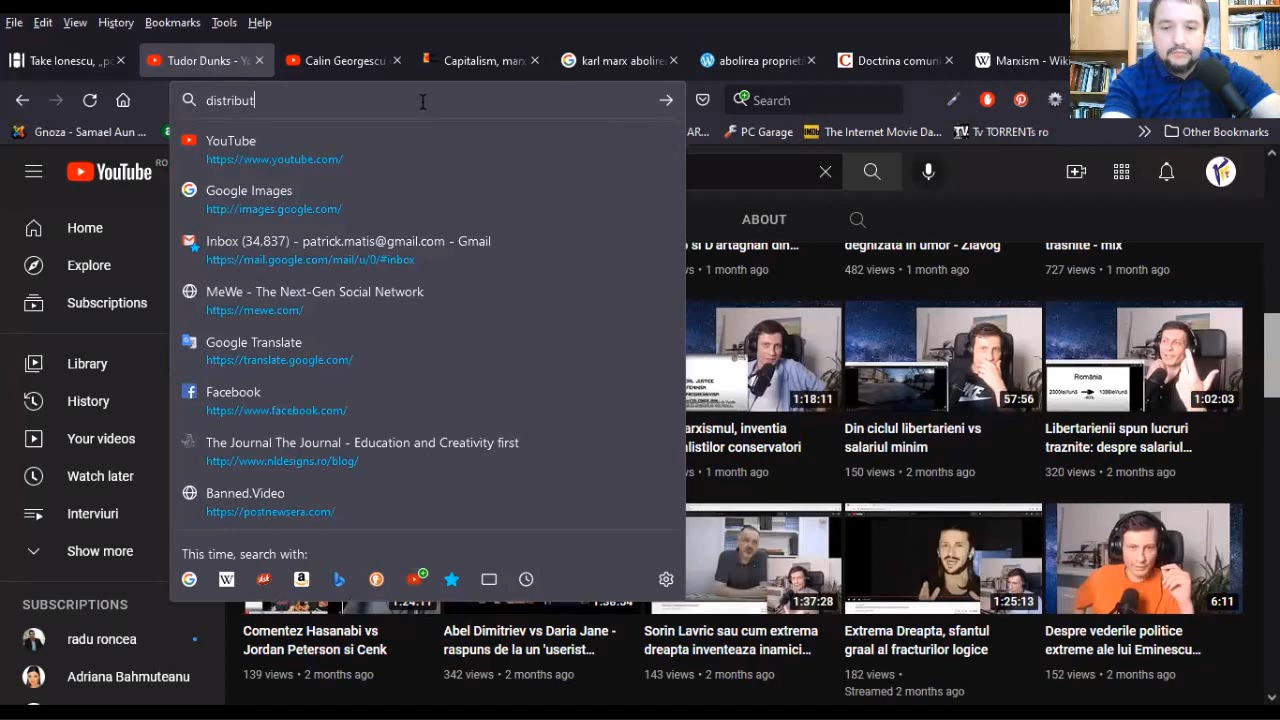 File Edit View History Bookmarks Tools Help
Take Ionescu, „pc
Tudor Dunks - Yo
Calin Georgescu
Capitalism, marx
karl marx abolire
abolirea propriet
Doctrina comuni
Marxism - Wiki
distribut
Search
Gnoza - Samael Aun ...
AR...
PC Garage
The Internet Movie Da...
Tv TORRENTs ro
Other Bookmarks
YouTube RO
Home
Explore
Subscriptions
Library
History
Your videos
Watch later
Interviuri
Show more
SUBSCRIPTIONS
radu roncea
Adriana Bahmuteanu
YouTube
https://www.youtube.com/
Google Images
http://images.google.com/
Inbox (34,837) - patrick.matis@gmail.com - Gmail
https://mail.google.com/mail/u/0/#inbox
MeWe - The Next-Gen Social Network
https://mewe.com/
Google Translate
https://translate.google.com/
Facebook
https://www.facebook.com/
The Journal The Journal - Education and Creativity first
http://www.nldesigns.ro/blog/
Banned.Video
https://postnewsera.com/
This time, search with:
ABOUT
si D'artagnan din...
1 month ago
deghizata in umor - Zlavog
482 views • 1 month ago
trasnite - mix
727 views • 1 month ago
1:18:11
57:56
România
1:02:03
arxismul, inventia
alistilor conservatori
1 month ago
Din ciclul libertarieni vs
salariul minim
150 views • 2 months ago
Libertarienii spun lucruri
traznite: despre salariul...
320 views • 2 months ago
1:24:11
1:37:28
1:25:13
6:11
Comentez Hasanabi vs
Jordan Peterson si Cenk
139 views • 2 months ago
Abel Dimitriev vs Daria Jane -
raspuns de la un 'userist...
342 views • 2 months ago
Sorin Lavric sau cum extrema
dreapta inventeaza inamici...
143 views • 2 months ago
Extrema Dreapta, sfantul
graal al fracturilor logice
182 views •
Streamed 2 months ago
Despre vederile politice
extreme ale lui Eminescu...
152 views • 2 months ago